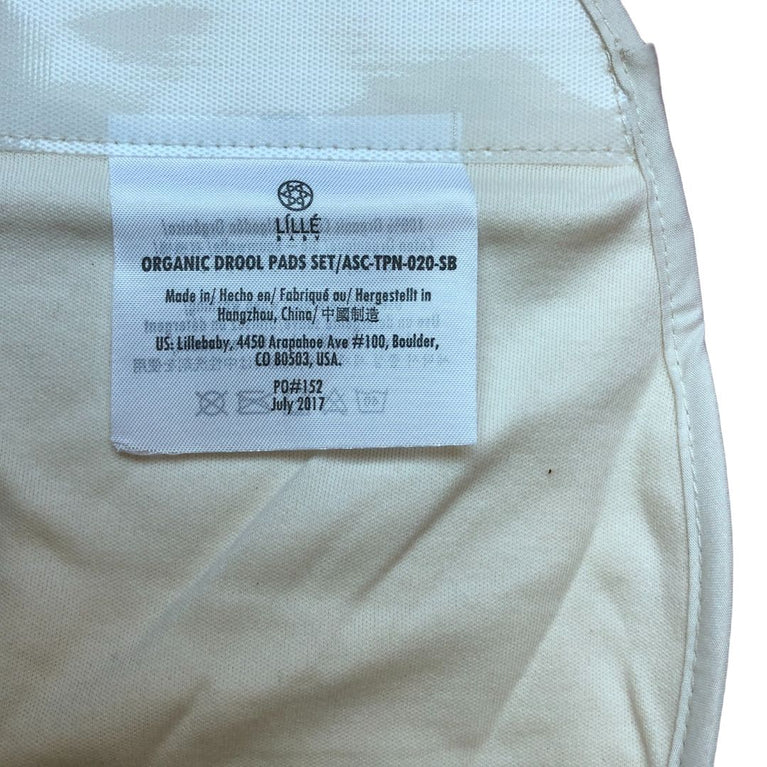 LÍLLÉ
BABY
ORGANIC DROOL PADS SET/ASC-TPN-020-SB
Made in/ Hecho en/ Fabriqué au/ Hergestellt in
Hangzhou, China/ 中國制造
US: Lillebaby, 4450 Arapahoe Ave #100, Boulder,
CO 80503, USA.
PO#152
July 2017